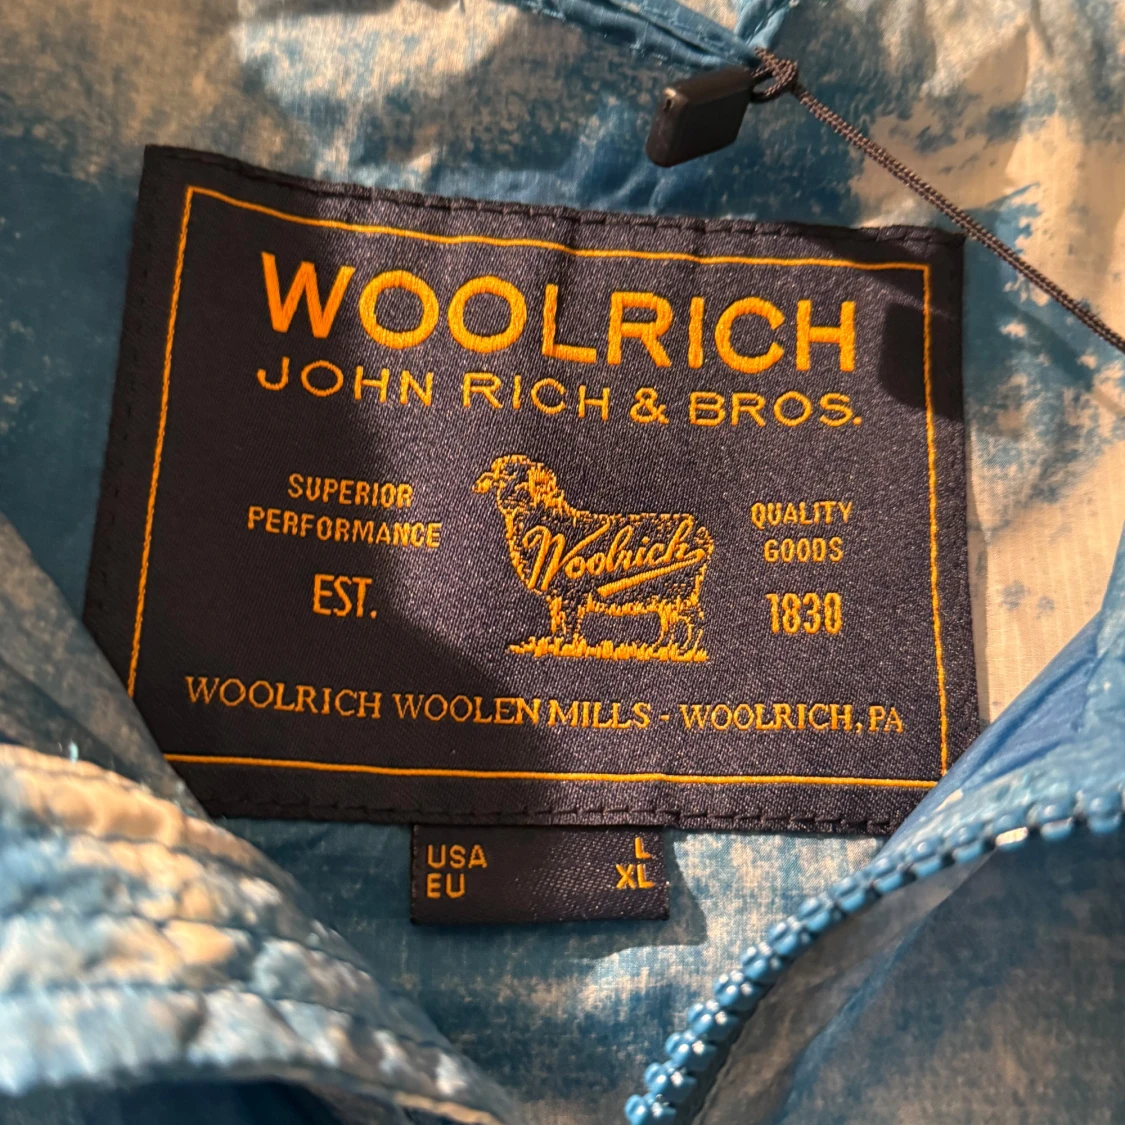 WOOLRICH
JOHN RICH & BROS.
SUPERIOR
PERFORMANCE
EST.
Woolrich
QUALITY
GOODS
1830
WOOLRICH WOOLEN MILLS - WOOLRICH, PA
USA L
EU XL